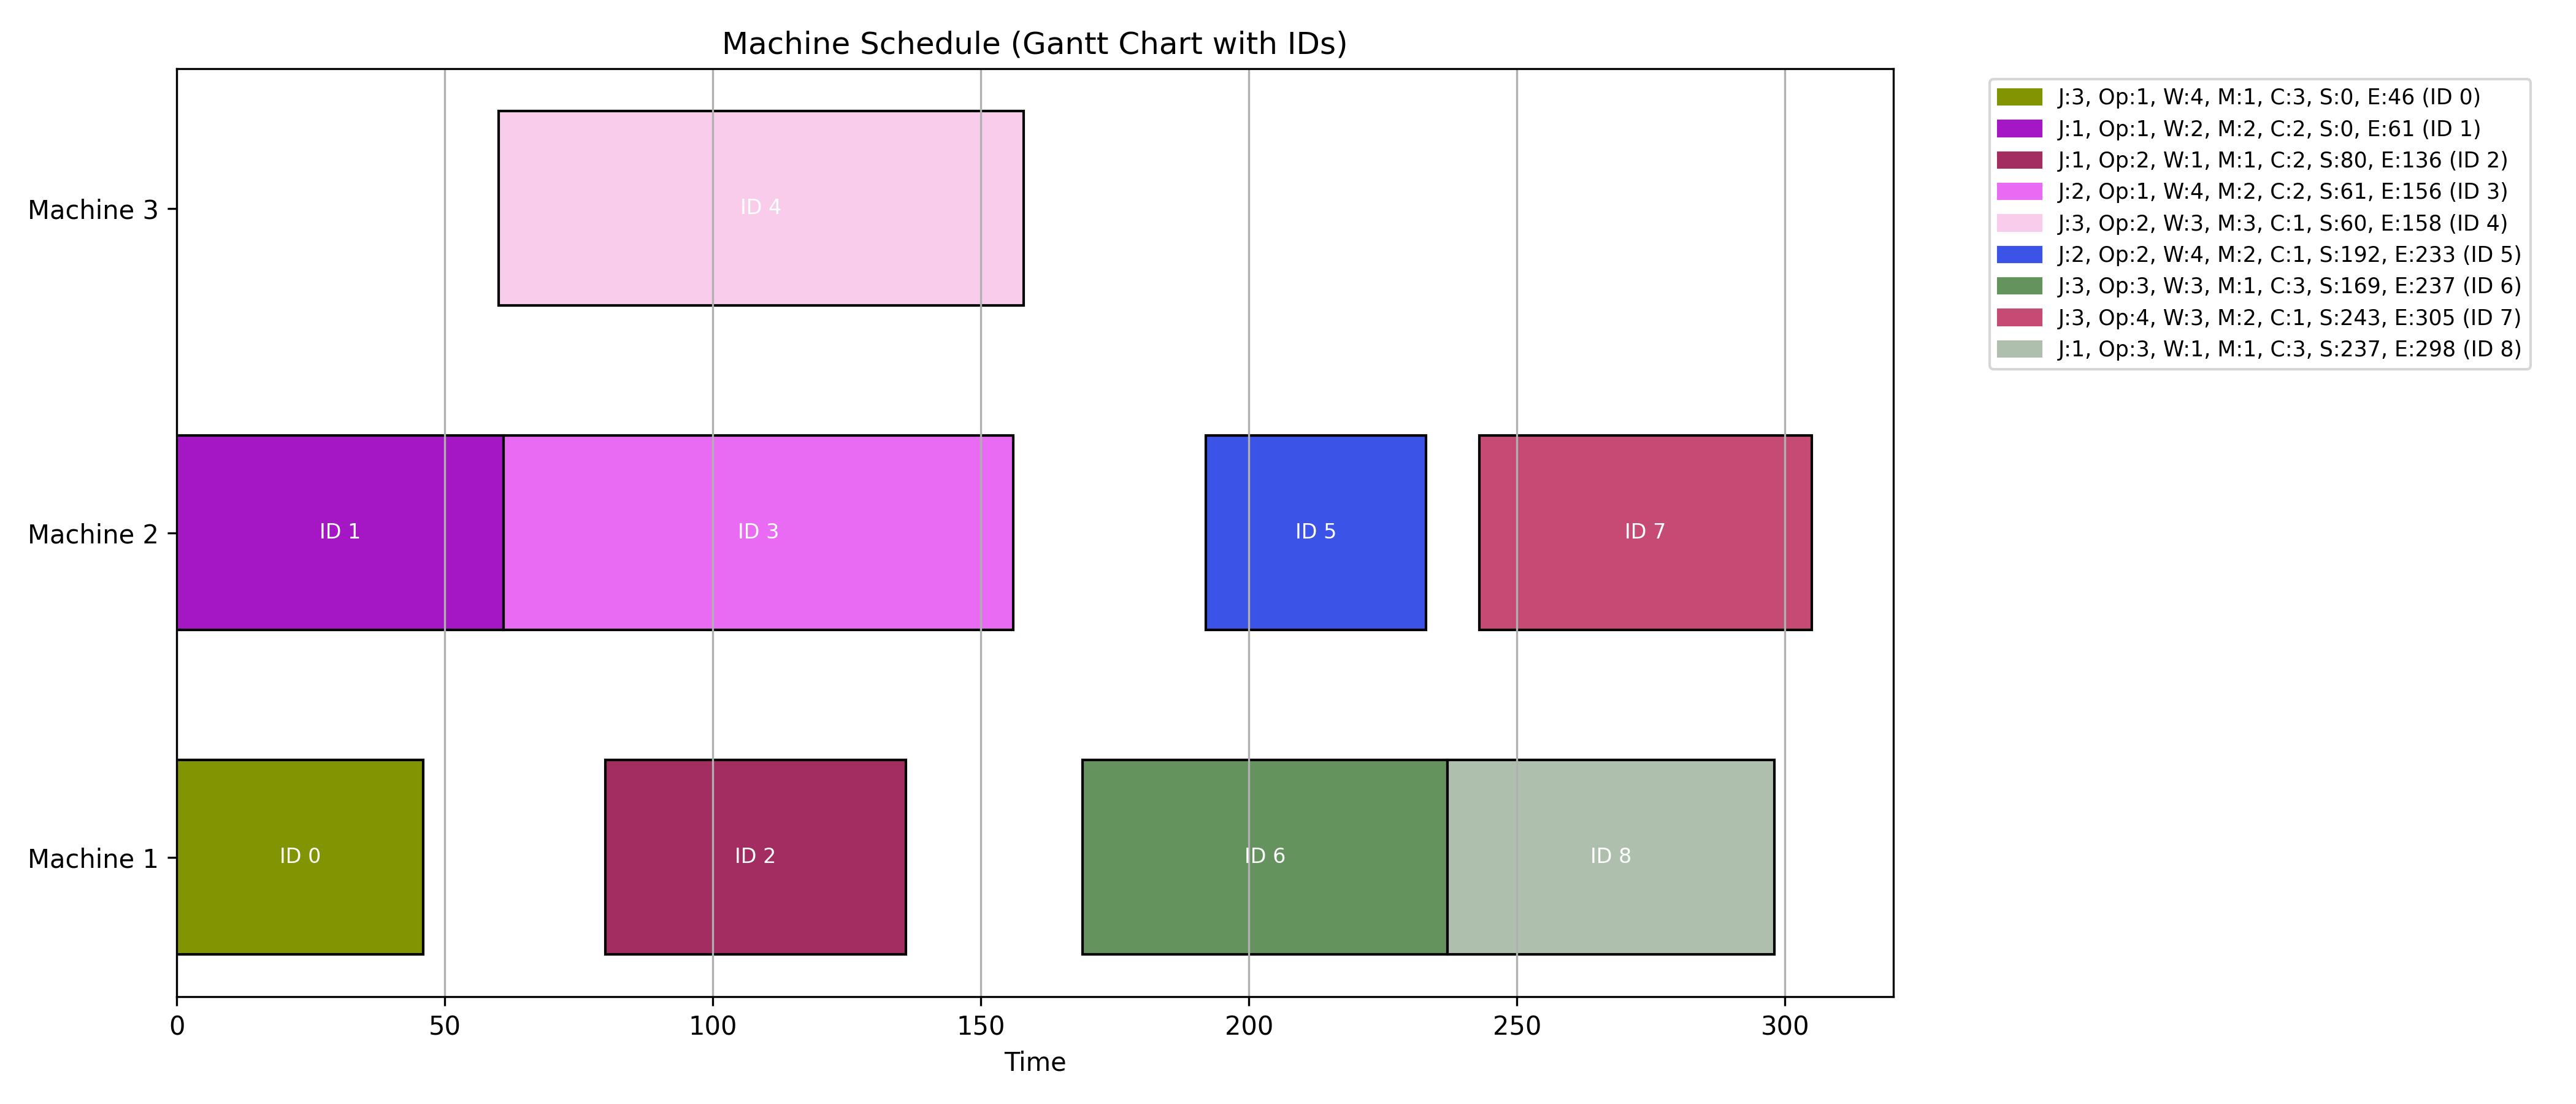 Machine Schedule (Gantt Chart with IDs)
J:3, Op:1, W:4, M:1, C:3, S:0, E:46 (ID 0)
J:1, Op:1, W:2, M:2, C:2, S:0, E:61 (ID 1)
J:1, Op:2, W:1, M:1, C:2, S:80, E:136 (ID 2)
J:2, Op:1, W:4, M:2, C:2, S:61, E:156 (ID 3)
J:3, Op:2, W:3, M:3, C:1, S:60, E:158 (ID 4)
J:2, Op:2, W:4, M:2, C:1, S:192, E:233 (ID 5)
J:3, Op:3, W:3, M:1, C:3, S:169, E:237 (ID 6)
J:3, Op:4, W:3, M:2, C:1, S:243, E:305 (ID 7)
J:1, Op:3, W:1, M:1, C:3, S:237, E:298 (ID 8)
Machine 3
ID 4
Machine 2
ID 1
ID 3
ID 5
ID 7
Machine 1
ID 0
ID 2
ID 6
ID 8
0 50 100 150 200 250 300
Time